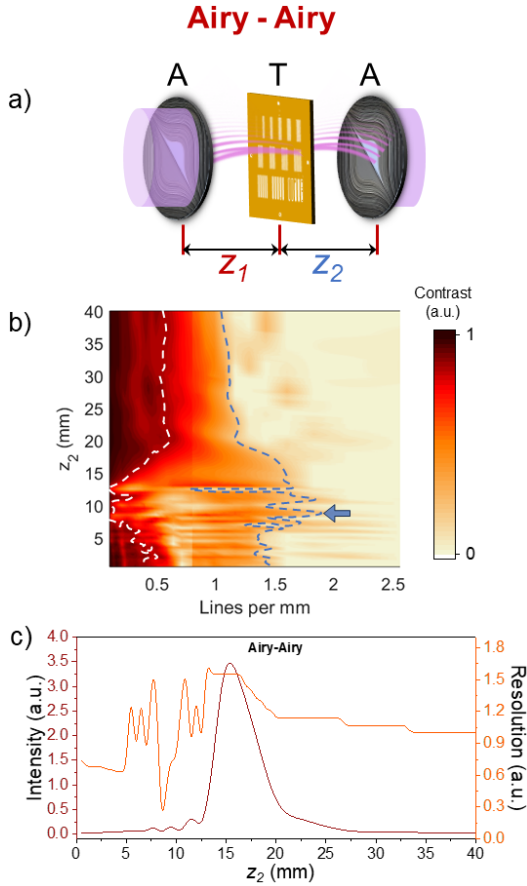 Airy - Airy
a)
A T A
z1 z2
b)
Contrast
(a.u.)
40
35
30
25
20
15
10
5
z2 (mm)
0.5 1 1.5 2 2.5
Lines per mm
1
0
c)
Airy-Airy
4.0
3.5
3.0
2.5
2.0
1.5
1.0
0.5
0.0
Intensity (a.u.)
1.8
1.5
1.2
0.9
0.6
0.3
0.0
Resolution (a.u.)
0 5 10 15 20 25 30 35 40
z2 (mm)